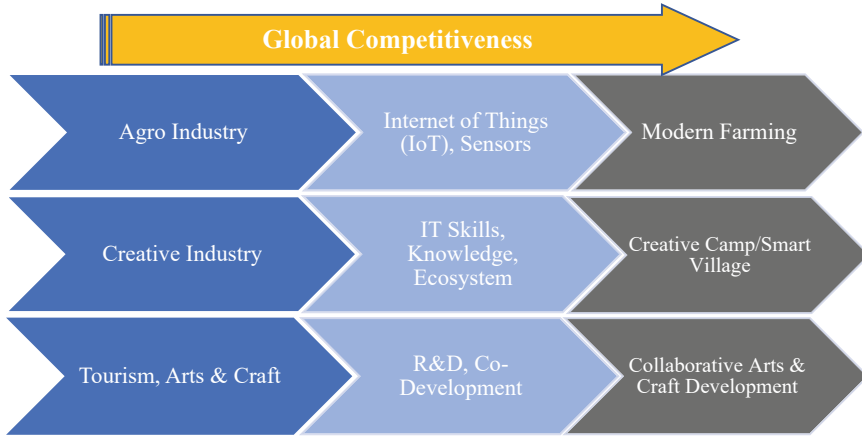 Global Competitiveness
Agro Industry
Internet of Things
(IoT), Sensors
Modern Farming
Creative Industry
IT Skills,
Knowledge,
Ecosystem
Creative Camp/Smart
Village
Tourism, Arts & Craft
R&D, Co-
Development
Collaborative Arts &
Craft Development